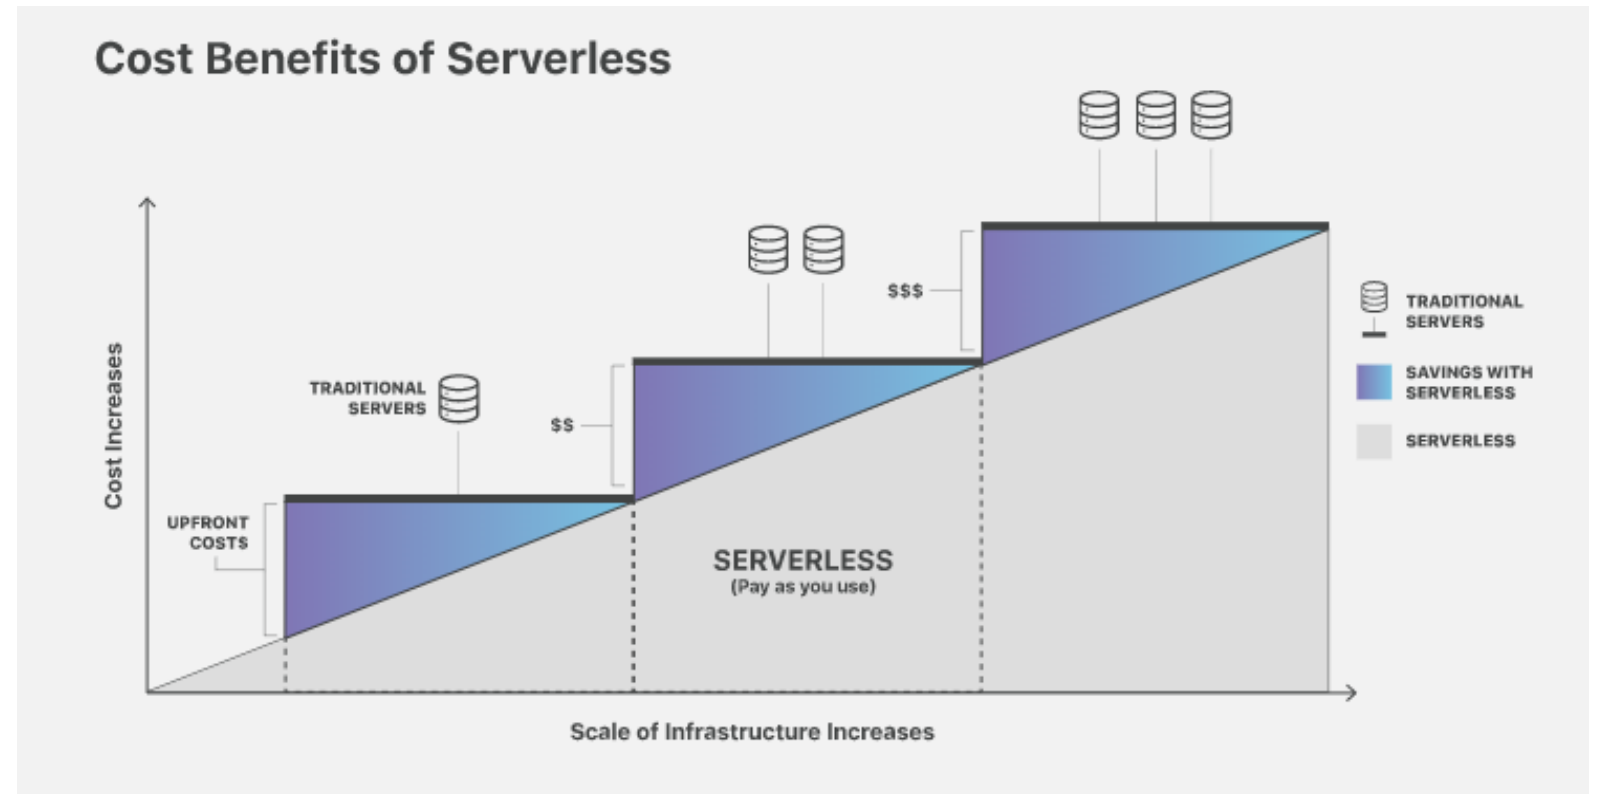 Cost Benefits of Serverless
Cost Increases
UPFRONT
COSTS
TRADITIONAL
SERVERS
$$
$$$
SERVERLESS
(Pay as you use)
TRADITIONAL
SERVERS
SAVINGS WITH
SERVERLESS
SERVERLESS
Scale of Infrastructure Increases